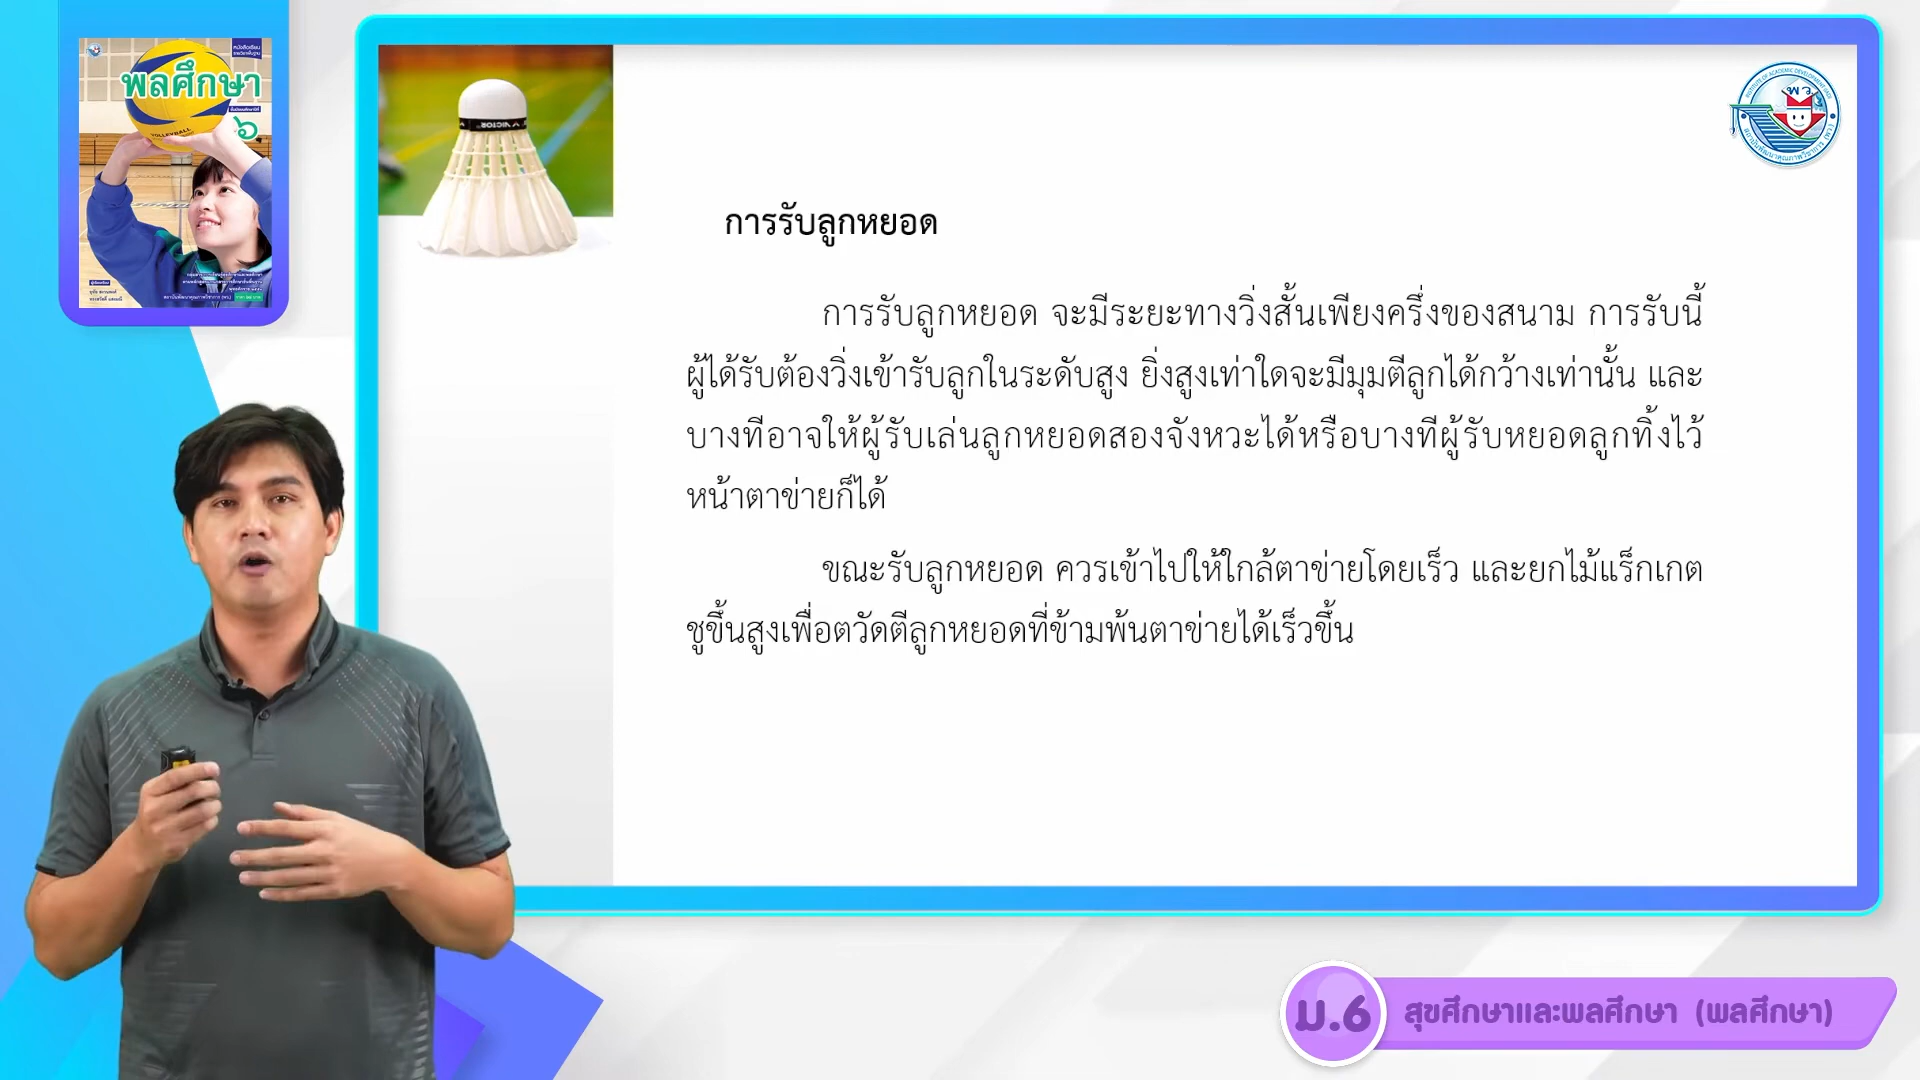 หนังสือเรียน
พลศึกษา
๖
VOLLEYBALL
VICTOR
พว.
การรับลูกหยอด
การรับลูกหยอด จะมีระยะทางวิ่งสั้นเพียงครึ่งของสนาม การรับนี้
ผู้ได้รับต้องวิ่งเข้ารับลูกในระดับสูง ยิ่งสูงเท่าใดจะมีมุมตีลูกได้กว้างเท่านั้น และ
บางทีอาจให้ผู้รับเล่นลูกหยอดสองจังหวะได้หรือบางทีผู้รับหยอดลูกทิ้งไว้
หน้าตาข่ายก็ได้
ขณะรับลูกหยอด ควรเข้าไปให้ใกล้ตาข่ายโดยเร็ว และยกไม้แร็กเกต
ชูขึ้นสูงเพื่อตวัดตีลูกหยอดที่ข้ามพ้นตาข่ายได้เร็วขึ้น
ม.6 สุขศึกษาและพลศึกษา (พลศึกษา)